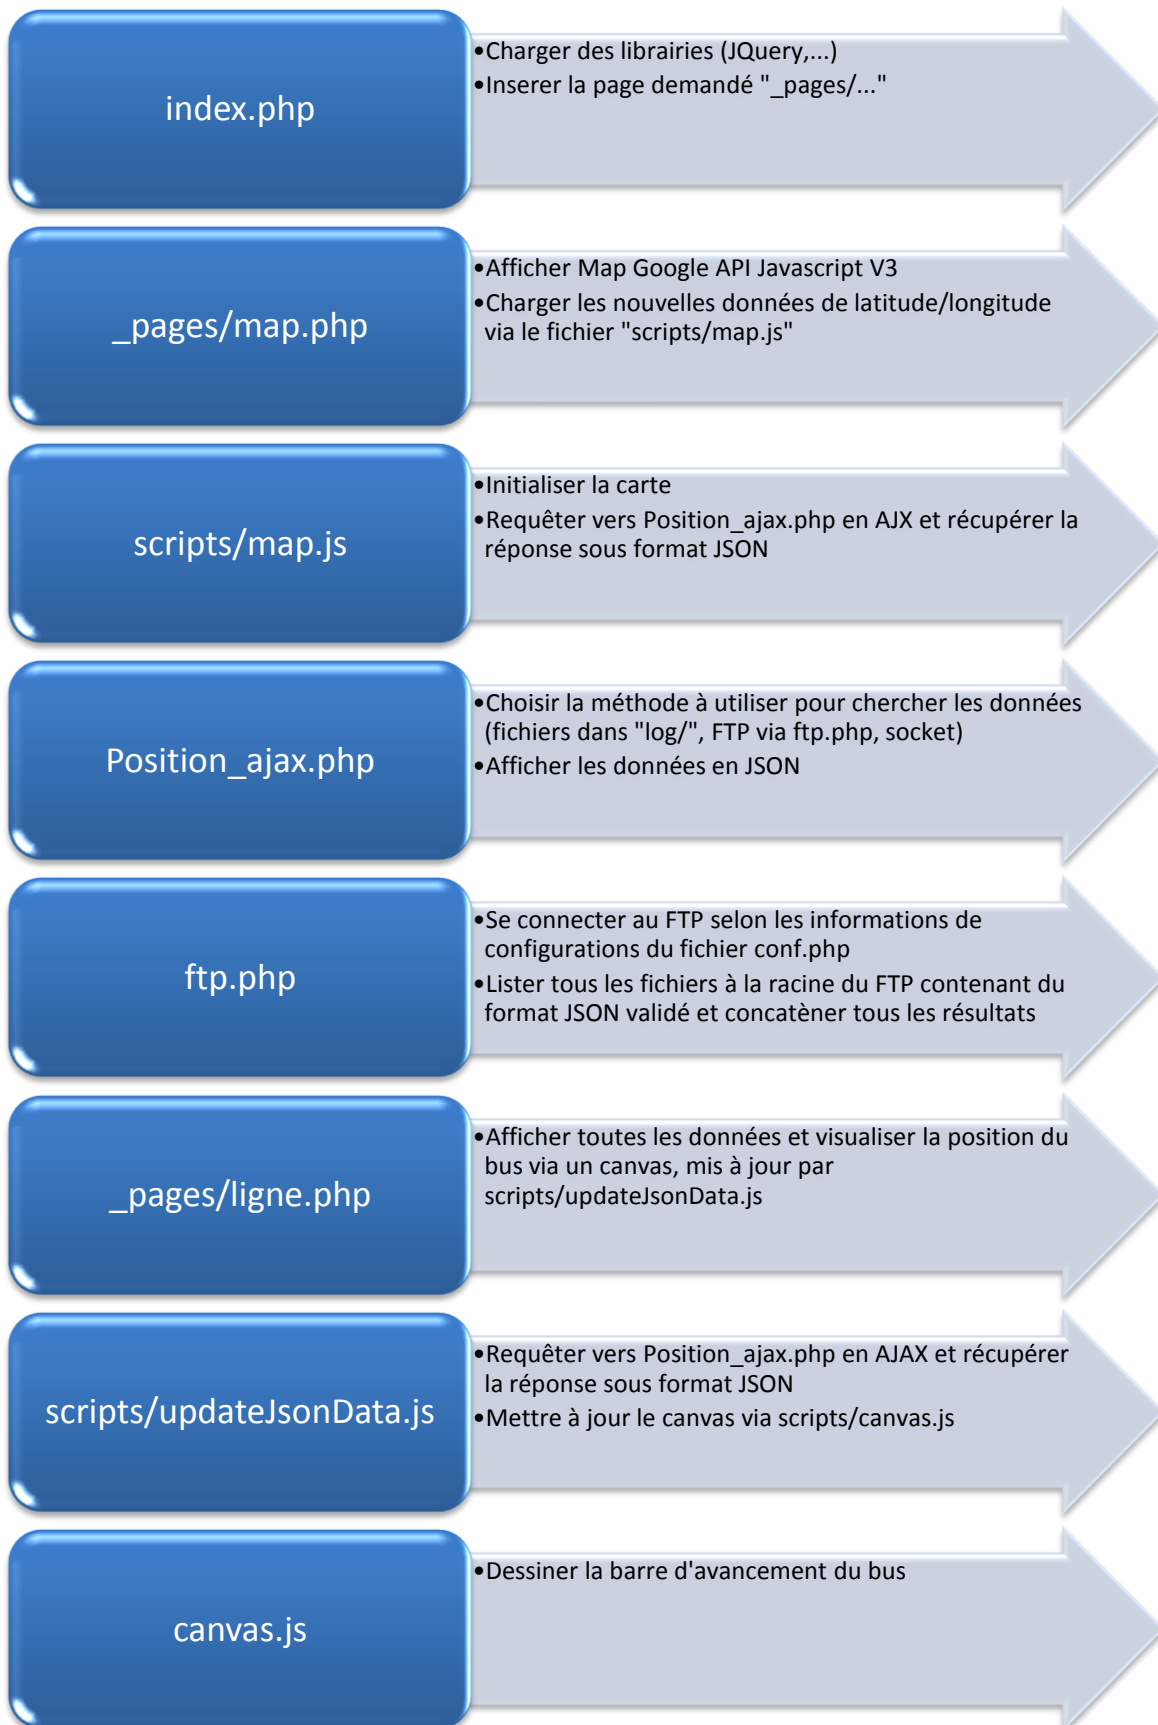 index.php
•Charger des librairies (JQuery,...)
•Inserer la page demandé "_pages/..."
_pages/map.php
•Afficher Map Google API Javascript V3
•Charger les nouvelles données de latitude/longitude
via le fichier "scripts/map.js"
scripts/map.js
•Initialiser la carte
•Requêter vers Position_ajax.php en AJX et récupérer la
réponse sous format JSON
Position_ajax.php
•Choisir la méthode à utiliser pour chercher les données
(fichiers dans "log/", FTP via ftp.php, socket)
•Afficher les données en JSON
ftp.php
•Se connecter au FTP selon les informations de
configurations du fichier conf.php
•Lister tous les fichiers à la racine du FTP contenant du
format JSON validé et concatèner tous les résultats
_pages/ligne.php
•Afficher toutes les données et visualiser la position du
bus via un canvas, mis à jour par
scripts/updateJsonData.js
scripts/updateJsonData.js
•Requêter vers Position_ajax.php en AJAX et récupérer
la réponse sous format JSON
•Mettre à jour le canvas via scripts/canvas.js
canvas.js
•Dessiner la barre d'avancement du bus